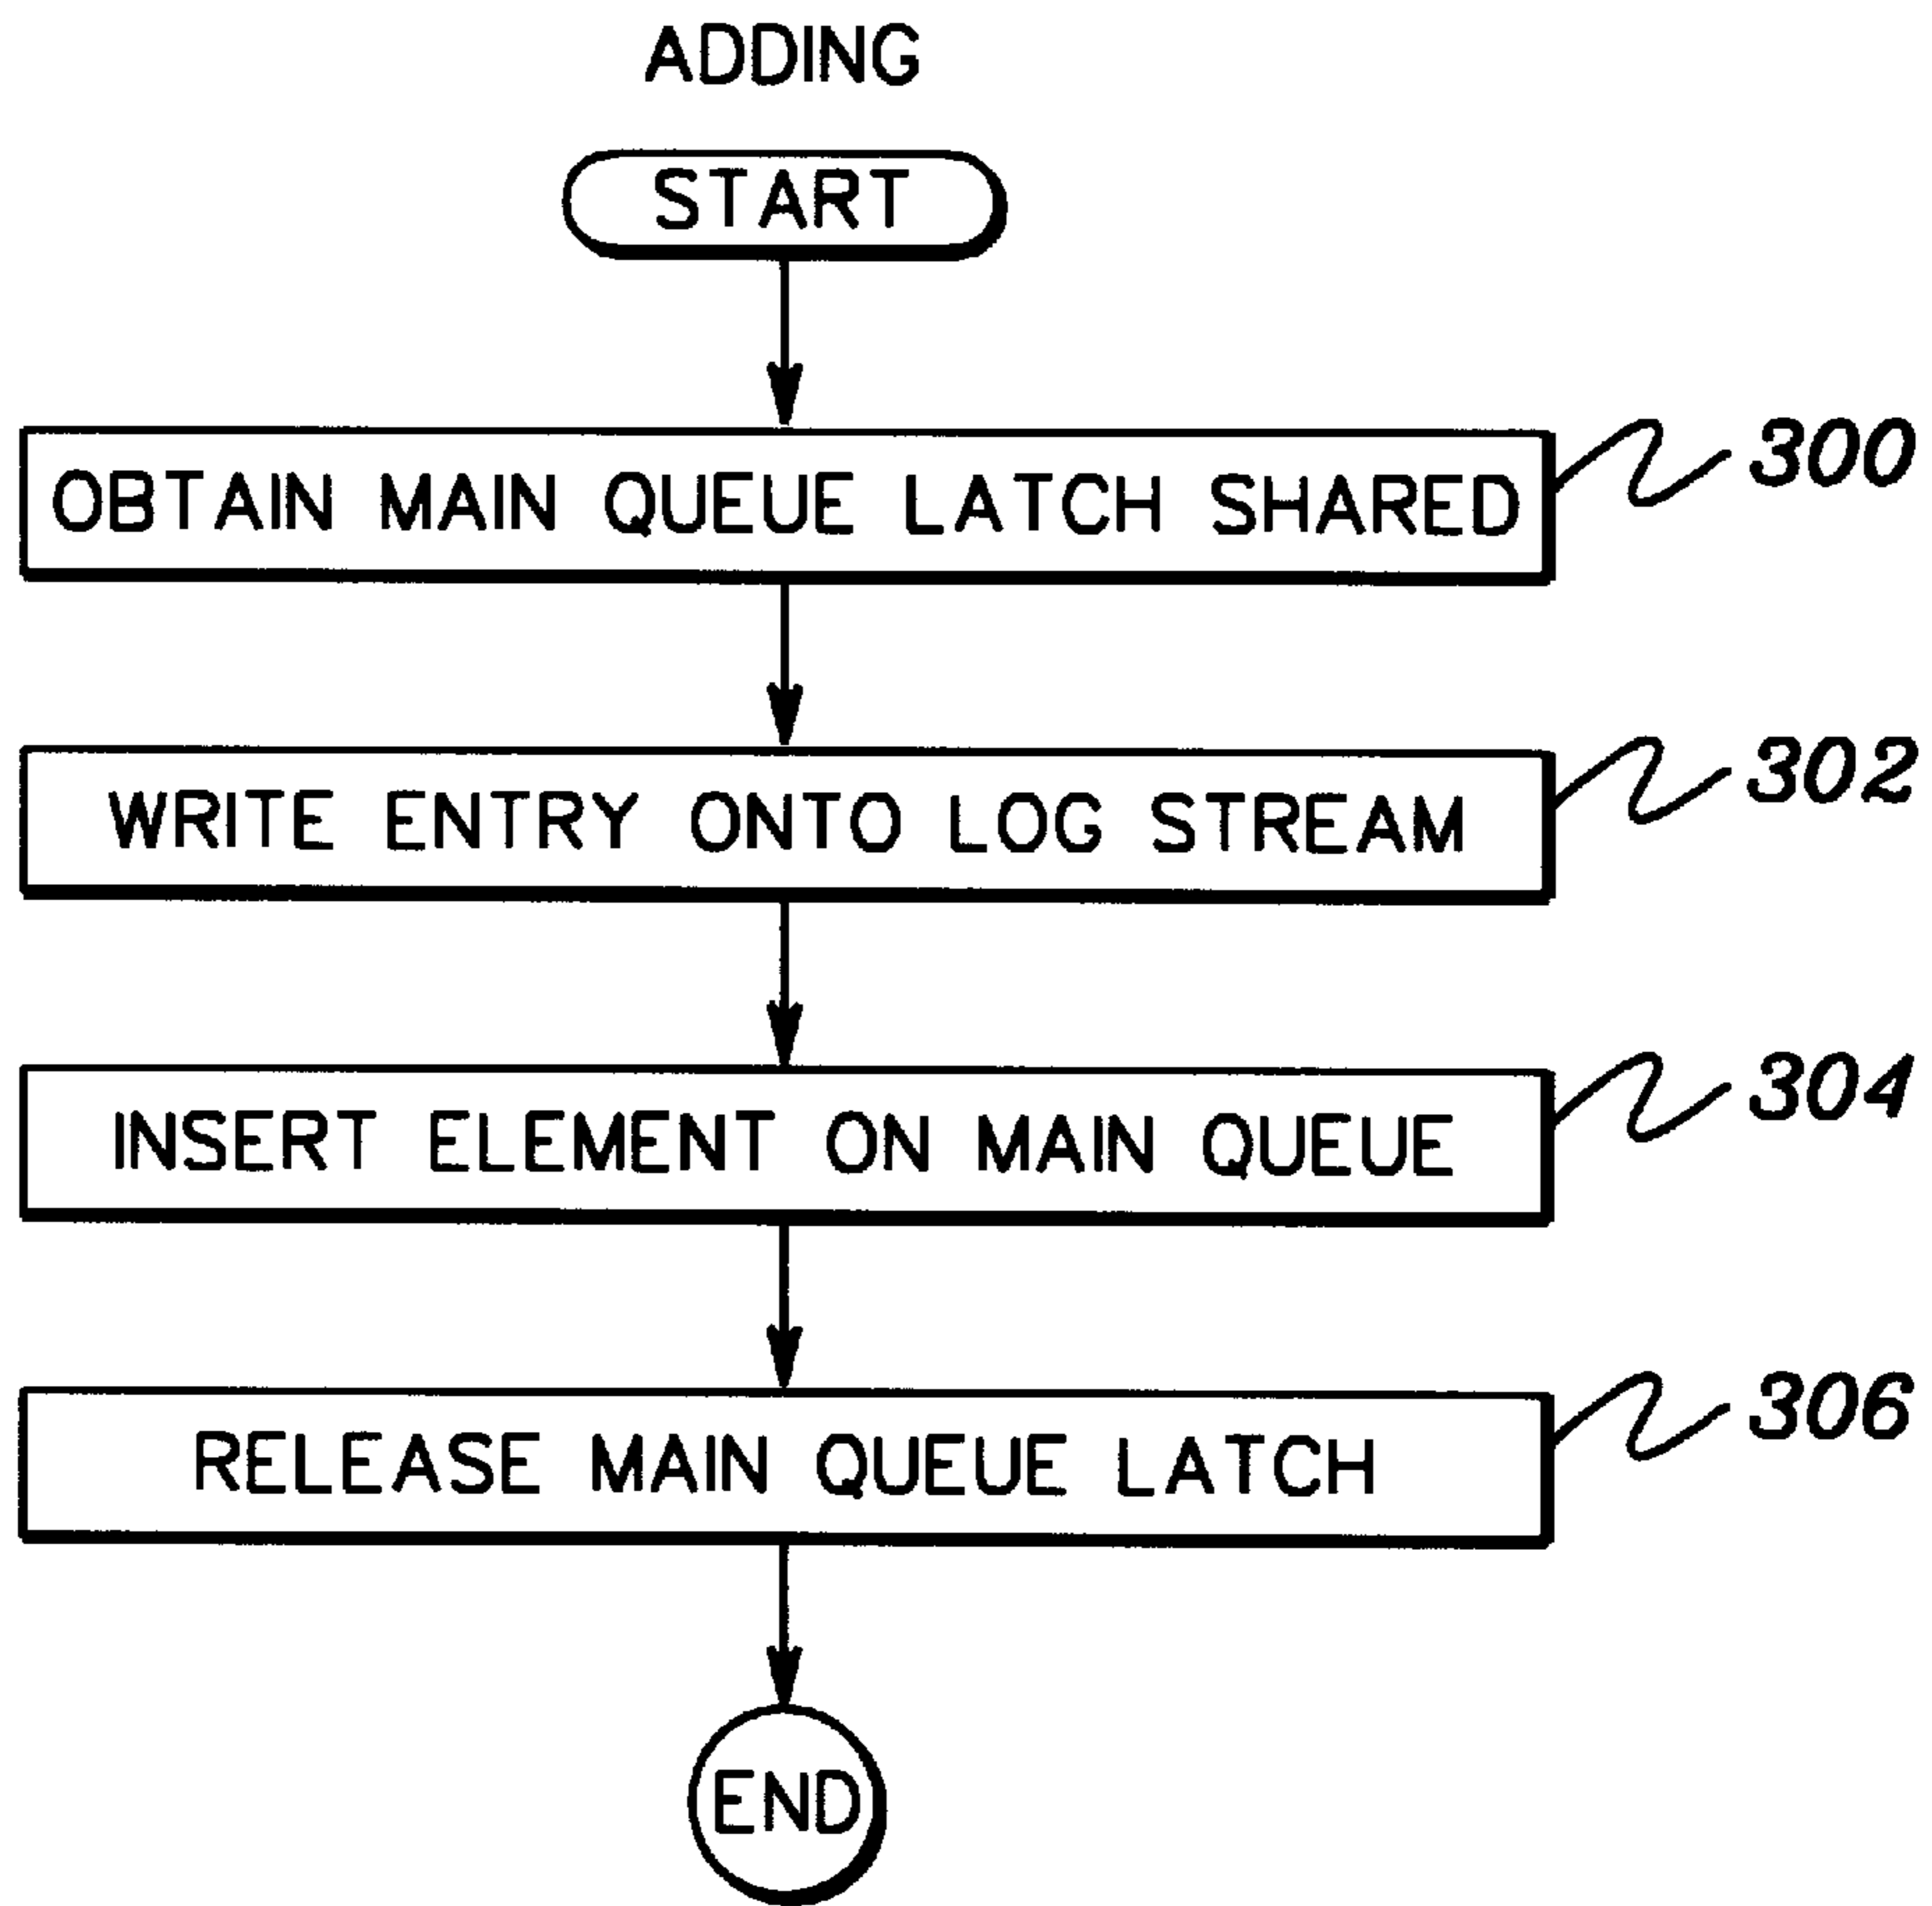 ADDING
START
OBTAIN MAIN QUEUE LATCH SHARED
300
WRITE ENTRY ONTO LOG STREAM
302
INSERT ELEMENT ON MAIN QUEUE
304
RELEASE MAIN QUEUE LATCH
306
END